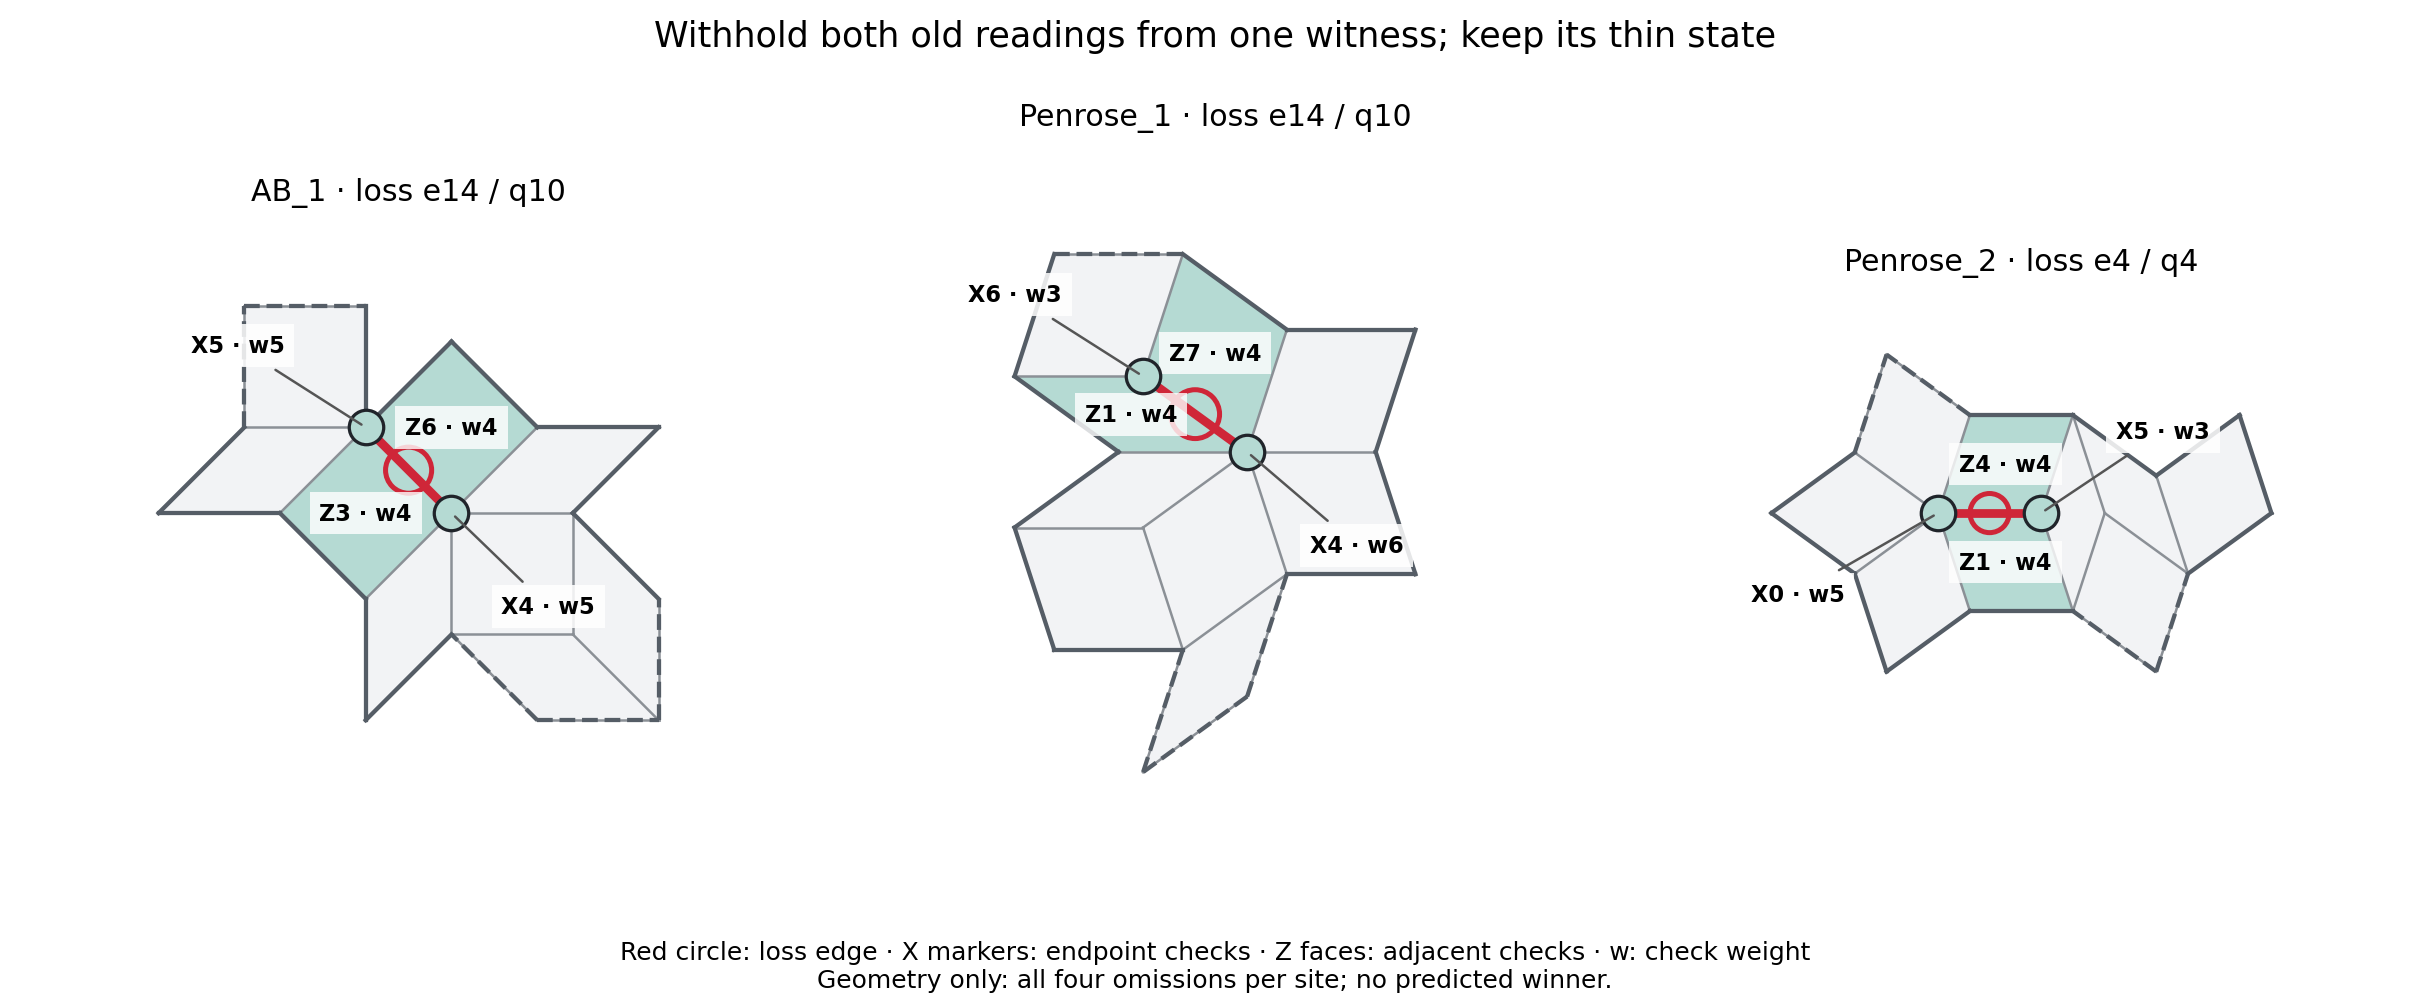 Withhold both old readings from one witness; keep its thin state
AB_1 · loss e14 / q10
X5 · w5
Z6 · w4
Z3 · w4
X4 · w5
Penrose_1 · loss e14 / q10
X6 · w3
Z7 · w4
Z1 · w4
X4 · w6
Penrose_2 · loss e4 / q4
X5 · w3
Z4 · w4
Z1 · w4
X0 · w5
Red circle: loss edge · X markers: endpoint checks · Z faces: adjacent checks · w: check weight
Geometry only: all four omissions per site; no predicted winner.